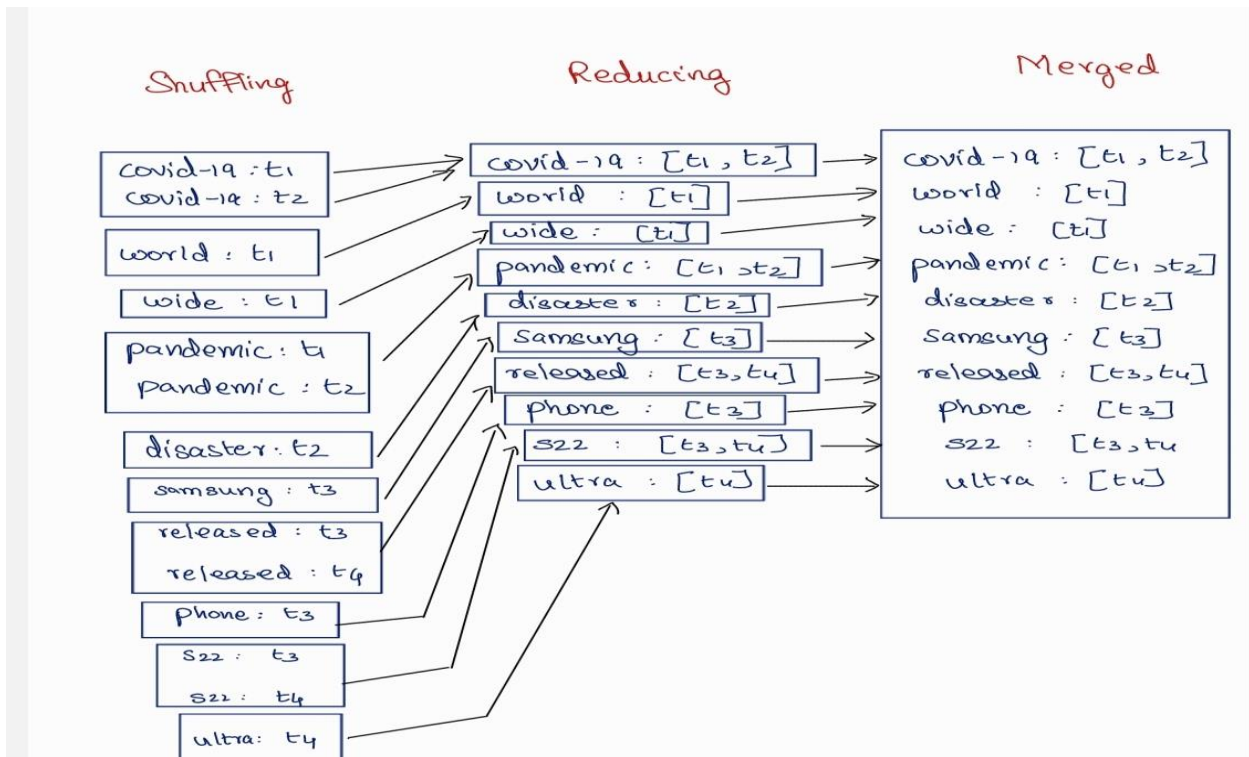 Shuffling
covid-19 : t1
covid-19 : t2
world : t1
wide : t1
pandemic : t1
pandemic : t2
disaster : t2
samsung : t3
released : t3
released : t4
phone : t3
S22 : t3
S22 : t4
ultra : t4
Reducing
covid-19 : [t1, t2]
world : [t1]
wide : [t1]
pandemic : [t1, t2]
disaster : [t2]
samsung : [t3]
released : [t3, t4]
phone : [t3]
S22 : [t3, t4]
ultra : [t4]
Merged
covid-19 : [t1, t2]
world : [t1]
wide : [t1]
pandemic : [t1, t2]
disaster : [t2]
samsung : [t3]
released : [t3, t4]
phone : [t3]
S22 : [t3, t4
ultra : [t4]